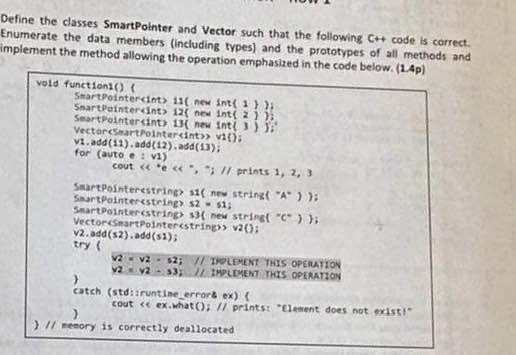 Define the classes SmartPointer and Vector such that the following C++ code is correct.
Enumerate the data members (including types) and the prototypes of all methods and
implement the method allowing the operation emphasized in the code below. (1.4p)
void function1() {
SmartPointer<int> i1{ new int{ 1 } };
SmartPointer<int> i2{ new int{ 2 } };
SmartPointer<int> i3{ new int{ 3 } };
Vector<SmartPointer<int>> v1{};
v1.add(i1).add(i2).add(i3);
for (auto e : v1)
cout << *e << ", "; // prints 1, 2, 3
SmartPointer<string> s1{ new string{ "A" } };
SmartPointer<string> s2 = s1;
SmartPointer<string> s3{ new string{ "C" } };
Vector<SmartPointer<string>> v2{};
v2.add(s2).add(s1);
try {
v2 = v2 - s2; // IMPLEMENT THIS OPERATION
v2 = v2 - s3; // IMPLEMENT THIS OPERATION
}
catch (std::runtime_error& ex) {
cout << ex.what(); // prints: "Element does not exist!"
}
} // memory is correctly deallocated